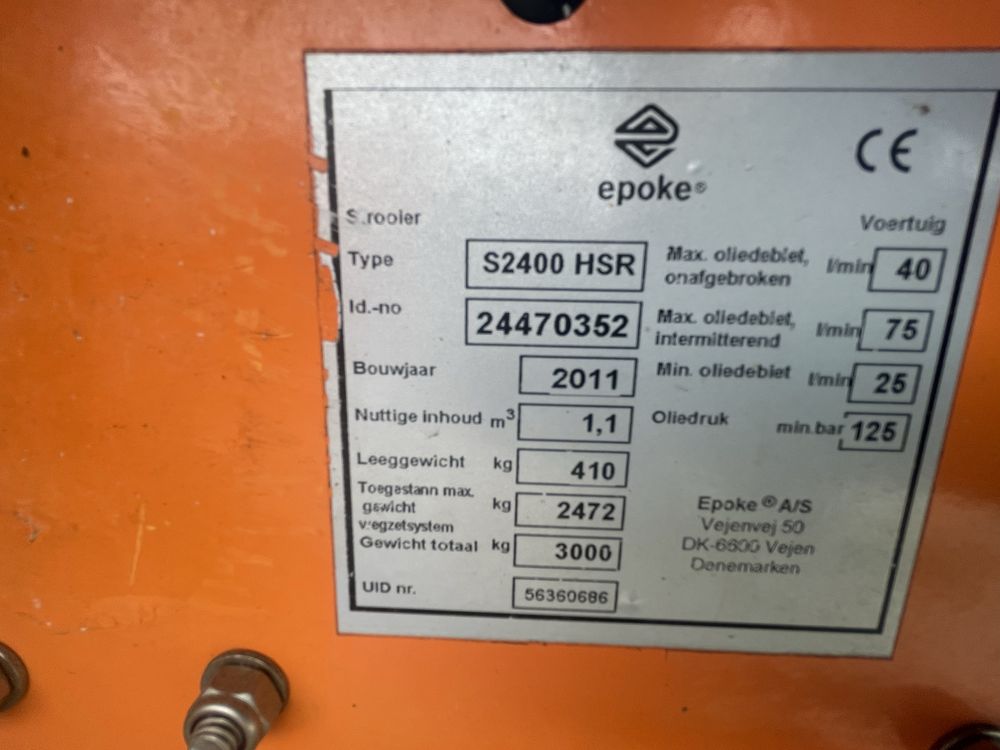 epoke®
CE
S.rooier
Voertuig
Type S2400 HSR
Id.-no 24470352
Bouwjaar 2011
Nuttige inhoud m³ 1,1
Leeggewicht kg 410
Toegestann max.
gewicht kg 2472
wegzetsystem
Gewicht totaal kg 3000
UID nr. 56360686
Max. oliedebiet,
onafgebroken l/min 40
Max. oliedebiet,
intermitterend l/min 75
Min. oliedebiet l/min 25
Oliedruk min.bar 125
Epoke® A/S
Vejenvej 50
DK-6600 Vejen
Denemarken